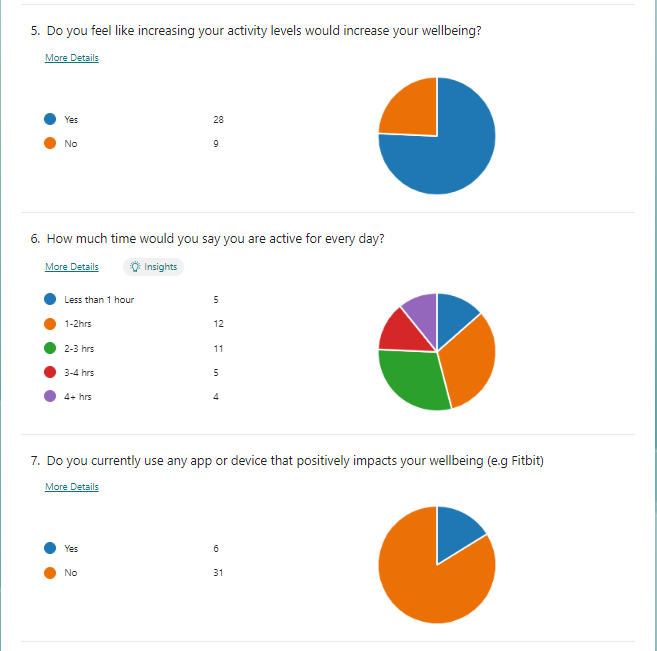 5. Do you feel like increasing your activity levels would increase your wellbeing?
More Details
Yes 28
No 9
6. How much time would you say you are active for every day?
More Details Insights
Less than 1 hour 5
1-2hrs 12
2-3 hrs 11
3-4 hrs 5
4+ hrs 4
7. Do you currently use any app or device that positively impacts your wellbeing (e.g Fitbit)
More Details
Yes 6
No 31